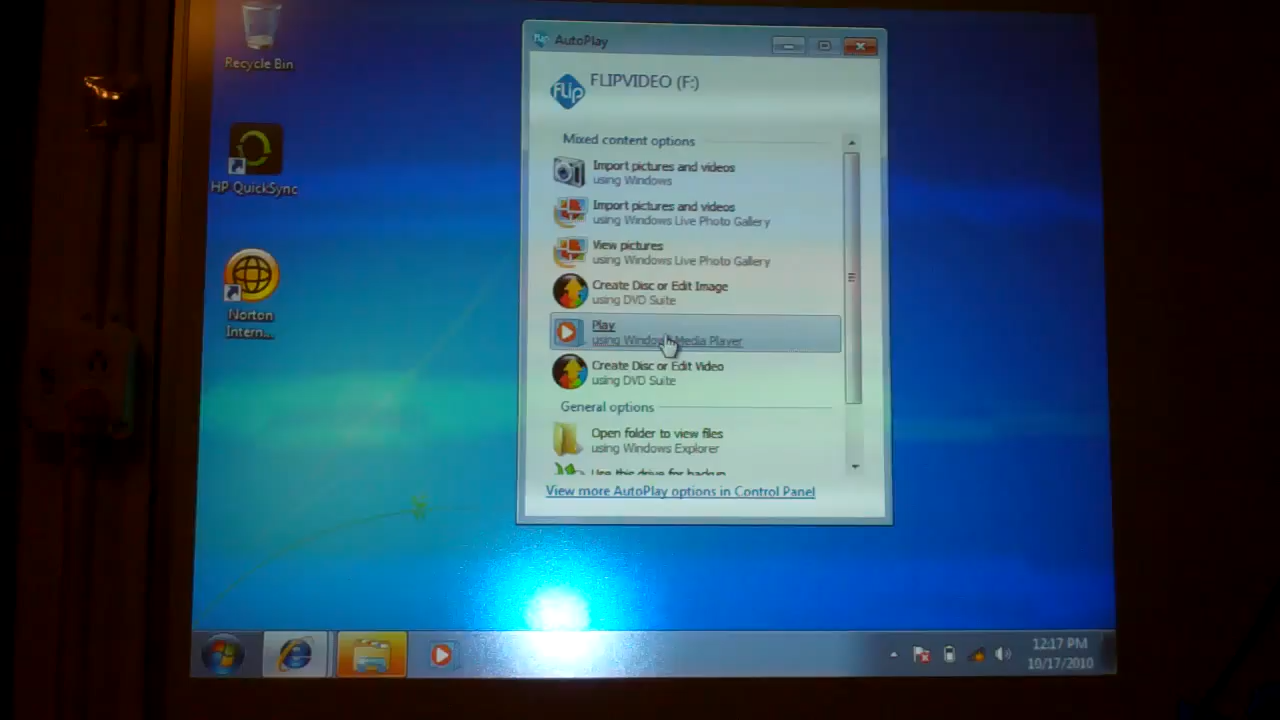 Recycle Bin
HP QuickSync
Norton
Intern...
AutoPlay
FLiP
FLIPVIDEO (F:)
Mixed content options
Import pictures and videos
using Windows
Import pictures and videos
using Windows Live Photo Gallery
View pictures
using Windows Live Photo Gallery
Create Disc or Edit Image
using DVD Suite
Play
using Windows Media Player
Create Disc or Edit Video
using DVD Suite
General options
Open folder to view files
using Windows Explorer
Use this drive for backup
View more AutoPlay options in Control Panel
12:17 PM
10/17/2010